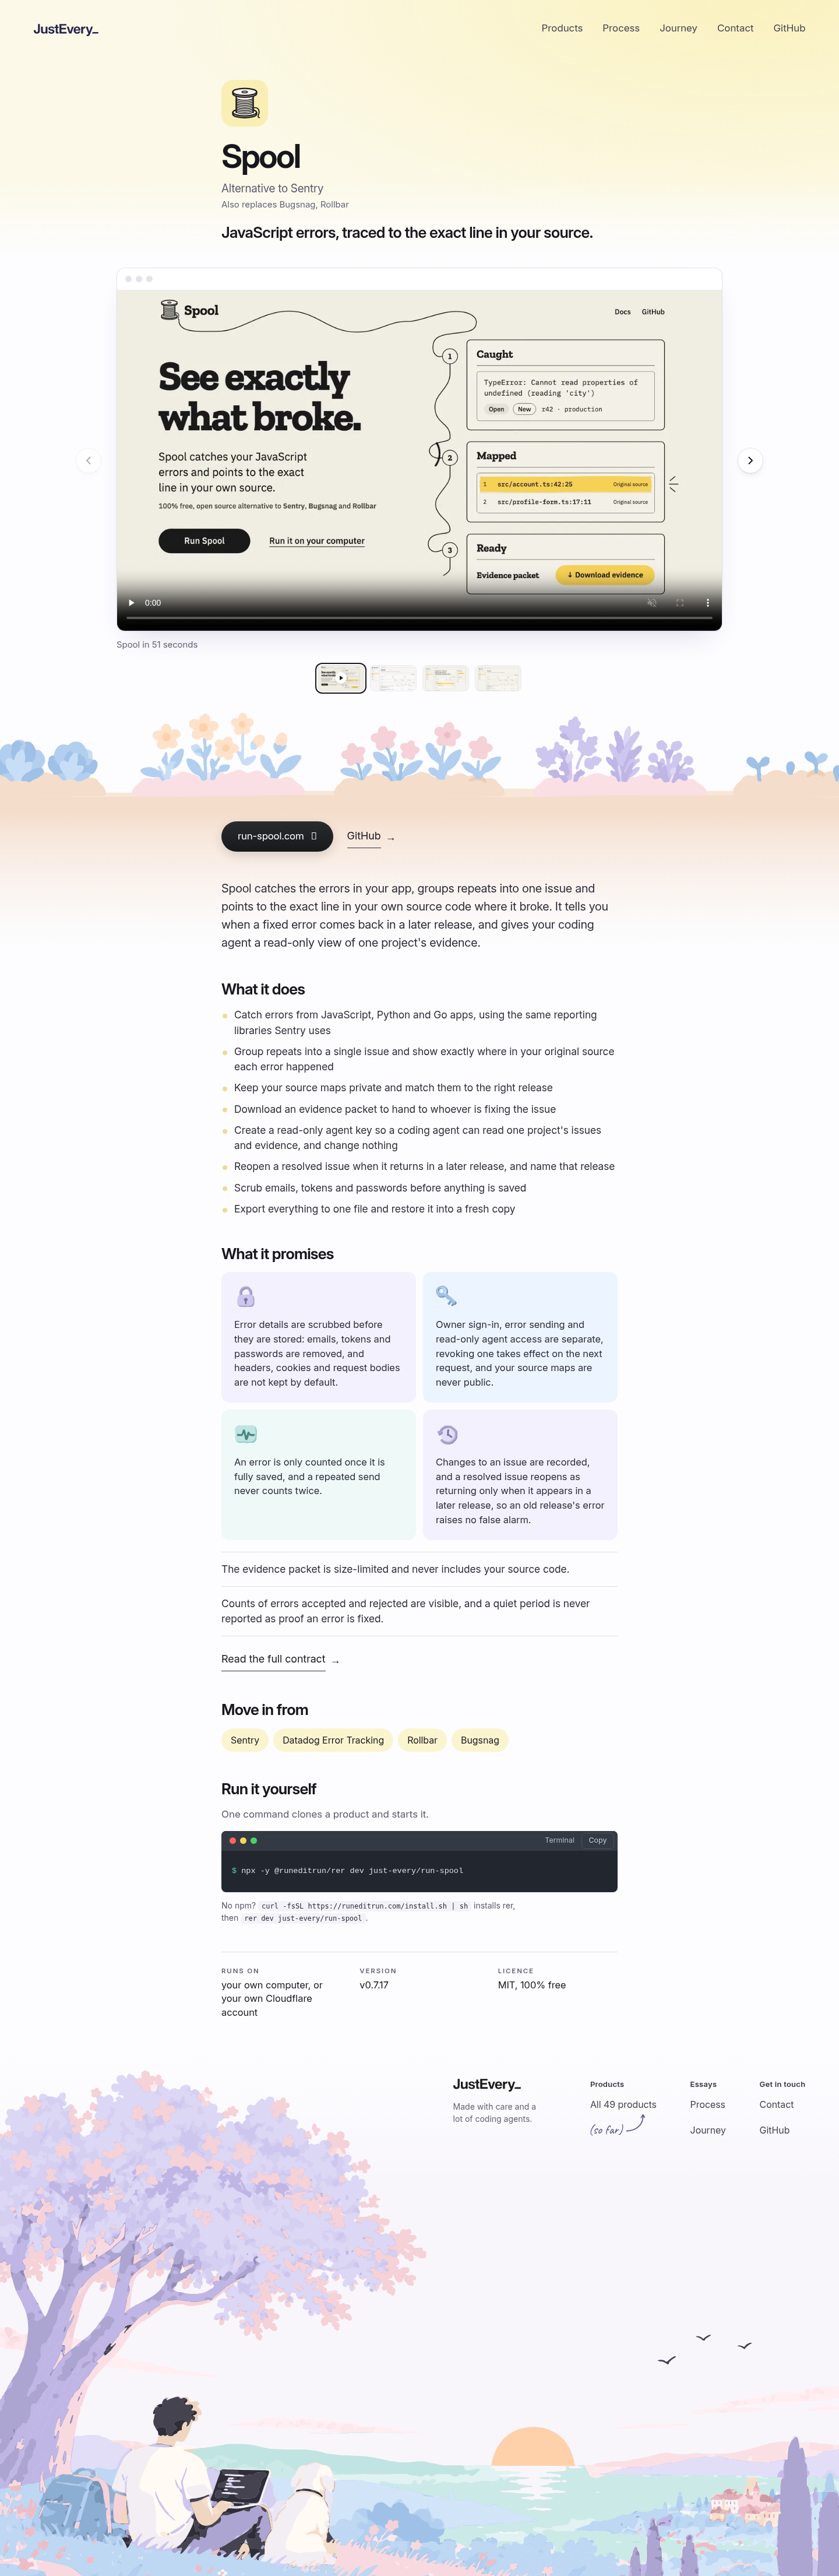 JustEvery_
Products Process Journey Contact GitHub
Spool
Alternative to Sentry
Also replaces Bugsnag, Rollbar
JavaScript errors, traced to the exact line in your source.
Spool
Docs GitHub
See exactly
what broke.
Spool catches your JavaScript
errors and points to the exact
line in your own source.
100% free, open source alternative to Sentry, Bugsnag and Rollbar
Run Spool
Run it on your computer
1
Caught
TypeError: Cannot read properties of
undefined (reading 'city')
Open New r42 · production
2
Mapped
1 src/account.ts:42:25 Original source
2 src/profile-form.ts:17:11 Original source
3
Ready
Evidence packet
↓ Download evidence
0:00
Spool in 51 seconds
run-spool.com
GitHub →
Spool catches the errors in your app, groups repeats into one issue and
points to the exact line in your own source code where it broke. It tells you
when a fixed error comes back in a later release, and gives your coding
agent a read-only view of one project's evidence.
What it does
Catch errors from JavaScript, Python and Go apps, using the same reporting
libraries Sentry uses
Group repeats into a single issue and show exactly where in your original source
each error happened
Keep your source maps private and match them to the right release
Download an evidence packet to hand to whoever is fixing the issue
Create a read-only agent key so a coding agent can read one project's issues
and evidence, and change nothing
Reopen a resolved issue when it returns in a later release, and name that release
Scrub emails, tokens and passwords before anything is saved
Export everything to one file and restore it into a fresh copy
What it promises
Error details are scrubbed before
they are stored: emails, tokens and
passwords are removed, and
headers, cookies and request bodies
are not kept by default.
Owner sign-in, error sending and
read-only agent access are separate,
revoking one takes effect on the next
request, and your source maps are
never public.
An error is only counted once it is
fully saved, and a repeated send
never counts twice.
Changes to an issue are recorded,
and a resolved issue reopens as
returning only when it appears in a
later release, so an old release's error
raises no false alarm.
The evidence packet is size-limited and never includes your source code.
Counts of errors accepted and rejected are visible, and a quiet period is never
reported as proof an error is fixed.
Read the full contract →
Move in from
Sentry Datadog Error Tracking Rollbar Bugsnag
Run it yourself
One command clones a product and starts it.
Terminal Copy
$ npx -y @runeditrun/rer dev just-every/run-spool
No npm? curl -fsSL https://runeditrun.com/install.sh | sh installs rer,
then rer dev just-every/run-spool.
RUNS ON
your own computer, or
your own Cloudflare
account
VERSION
v0.7.17
LICENCE
MIT, 100% free
JustEvery_
Made with care and a
lot of coding agents.
Products
All 49 products
(so far)
Essays
Process
Journey
Get in touch
Contact
GitHub